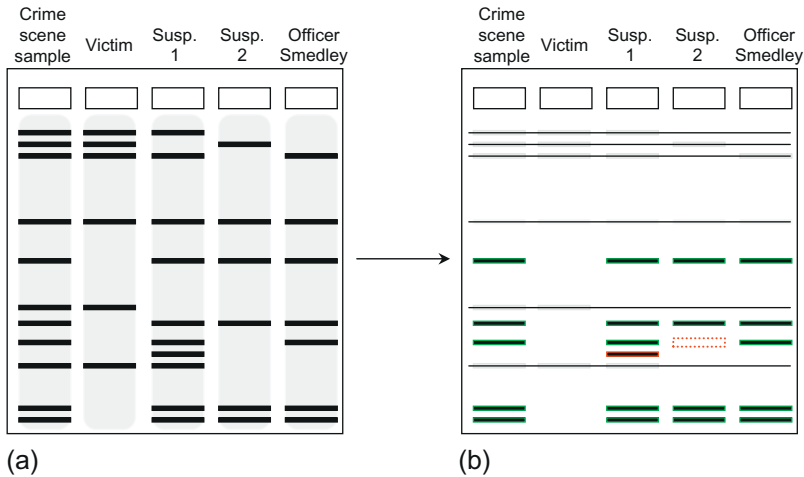 Crime
scene
sample
Victim
Susp.
1
Susp.
2
Officer
Smedley
(a)
Crime
scene
sample
Victim
Susp.
1
Susp.
2
Officer
Smedley
(b)